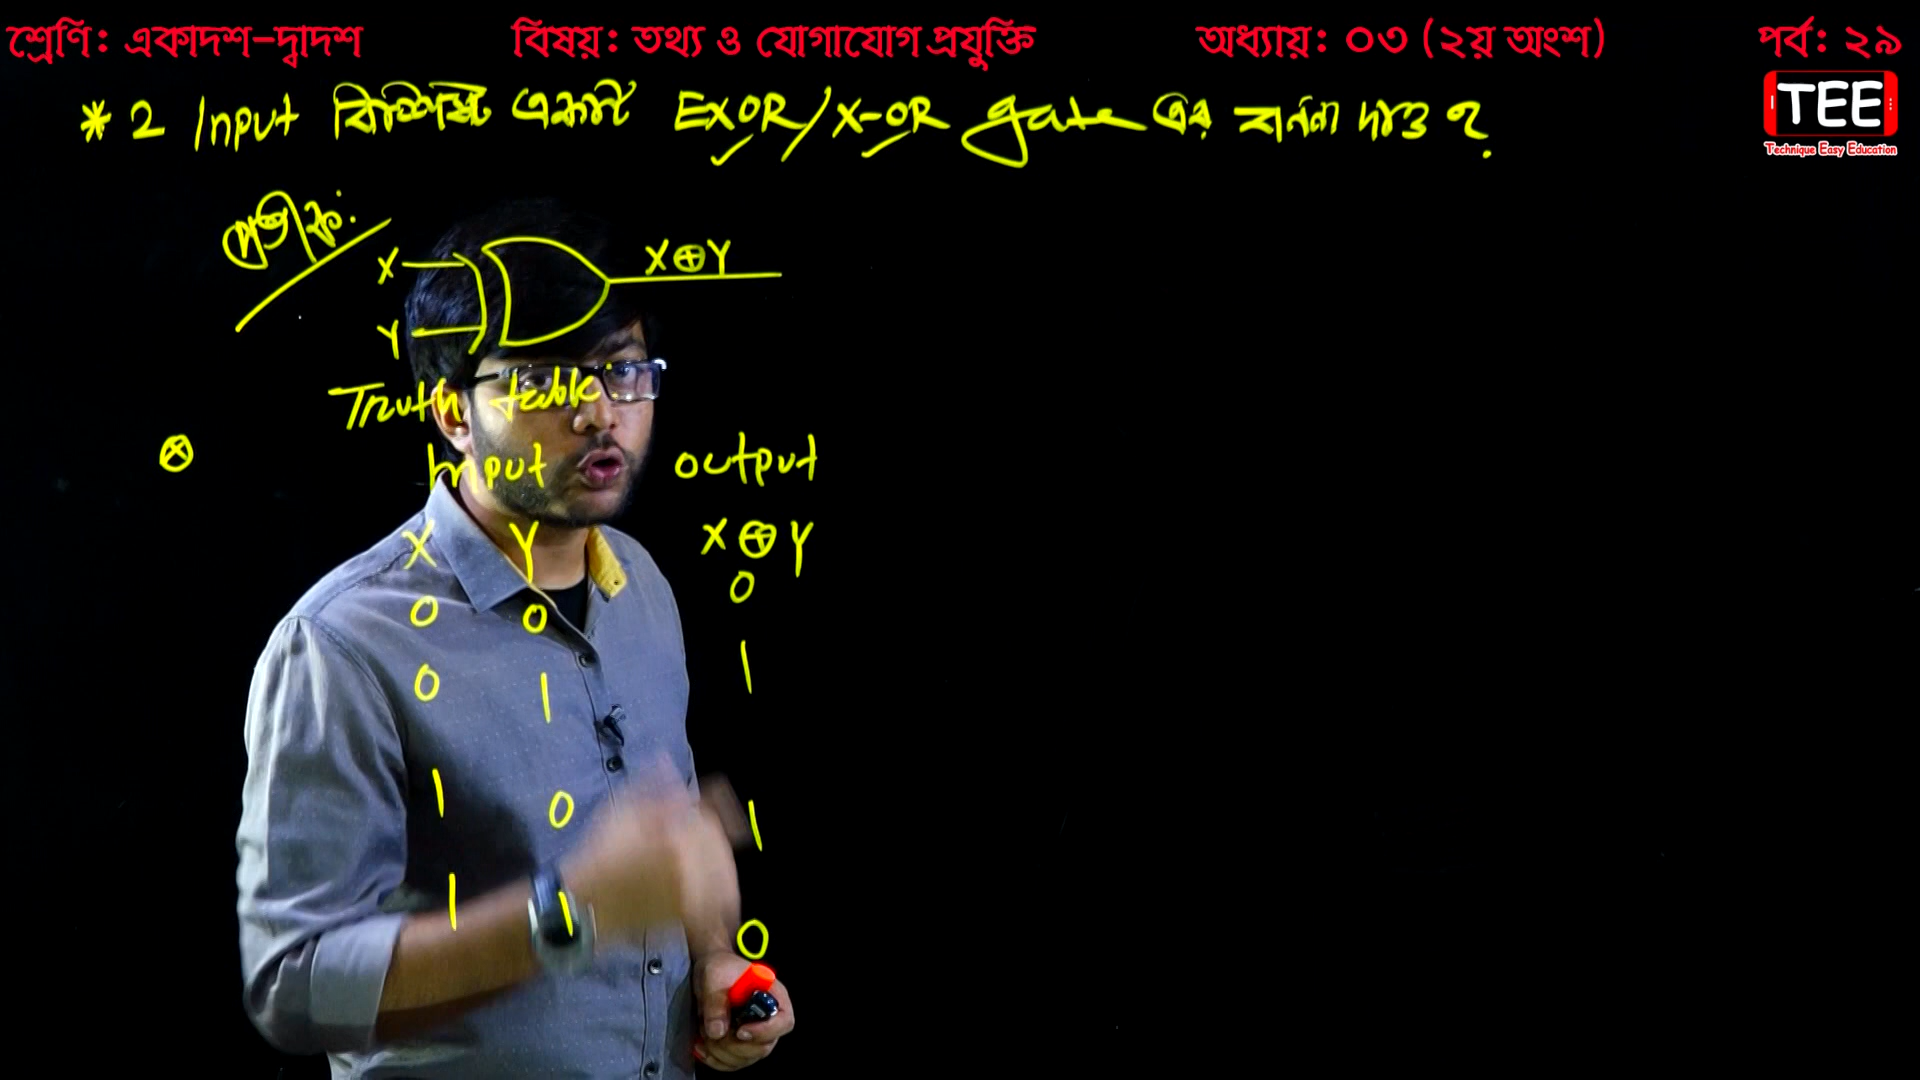 শ্রেণি: একাদশ-দ্বাদশ বিষয়: তথ্য ও যোগাযোগ প্রযুক্তি অধ্যায়: ০৩ (২য় অংশ) পর্ব: ২৯
* 2 Input বিশিষ্ট একটি EXOR/X-OR gate এর বর্ননা দাও ?
TEE
Technique Easy Education
প্রতীক:
X X⊕Y
Y
Truth table:
⊗
Input output
X Y X⊕Y
0 0 0
0 1 1
1 0 1
1 1 0